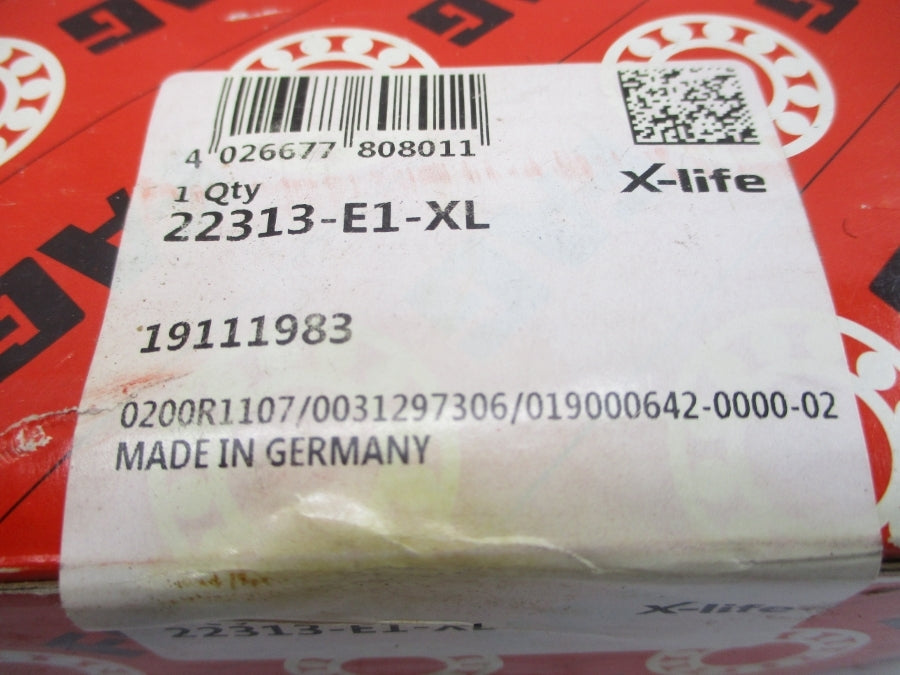 4 026677 808011
1 Qty
X-life
22313-E1-XL
19111983
0200R1107/0031297306/019000642-0000-02
MADE IN GERMANY
X-life
22313-E1-XL